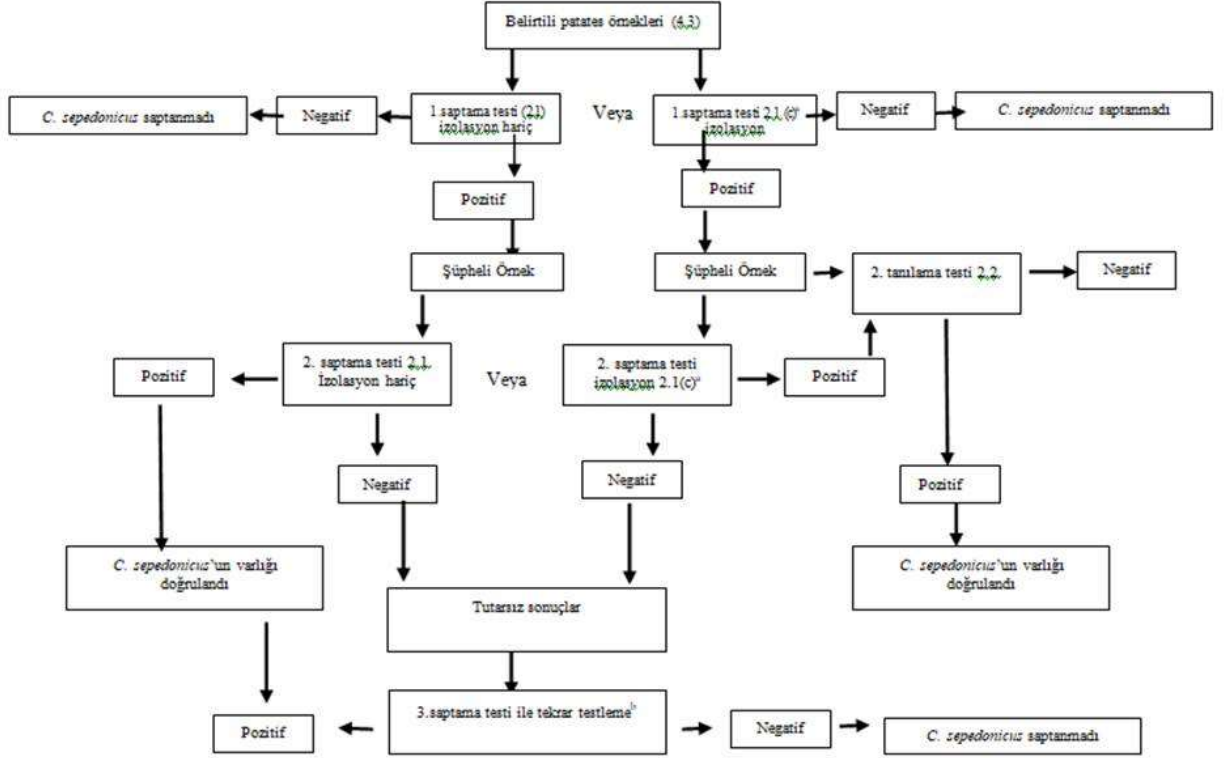 Belirtili patates örnekleri (4,3)
C. sepedonicus saptanmadı
Negatif
1.saptama testi (2,1)
izolasyon hariç
Veya
1.saptama testi 2,1,(c)a
izolasyon
Negatif
C. sepedonicus saptanmadı
Pozitif
Pozitif
Şüpheli Örnek
Şüpheli Örnek
2. tanılama testi 2,2,
Negatif
Pozitif
2. saptama testi 2,1,
İzolasyon hariç
Veya
2. saptama testi
izolasyon 2.1(c)a
Pozitif
Negatif
Negatif
Pozitif
C. sepedonicus'un varlığı
doğrulandı
C. sepedonicus'un varlığı
doğrulandı
Tutarsız sonuçlar
Pozitif
3.saptama testi ile tekrar testlemeb
Negatif
C. sepedonicus saptanmadı